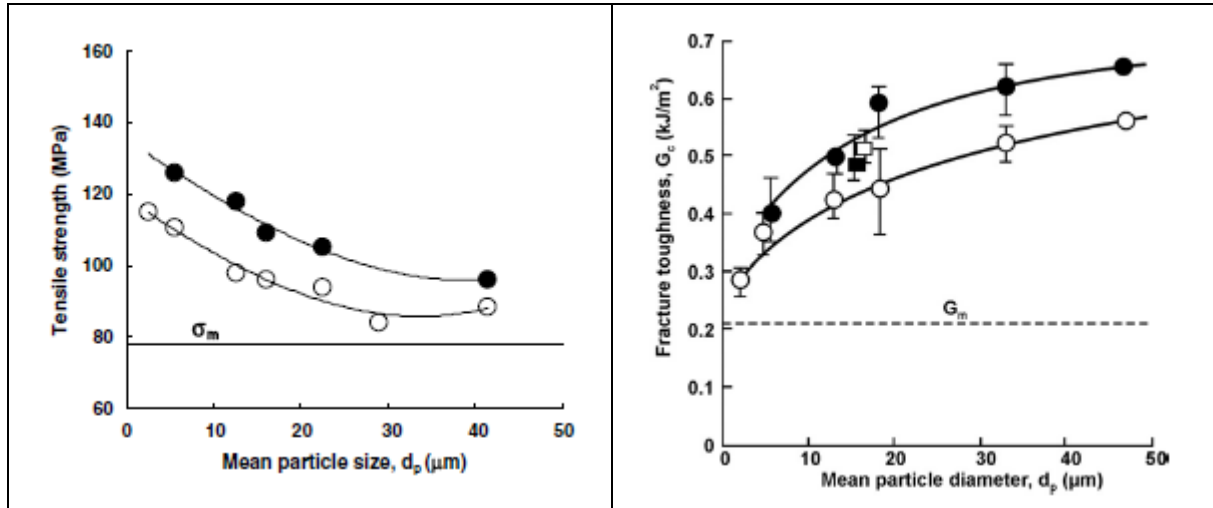 160
140
120
100
80
60
σm
0 10 20 30 40 50
Tensile strength (MPa)
Mean particle size, dp (μm)
0.7
0.6
0.5
0.4
0.3
0.2
0.1
0
Gm
0 10 20 30 40 50
Fracture toughness, Gc (kJ/m²)
Mean particle diameter, dp (μm)